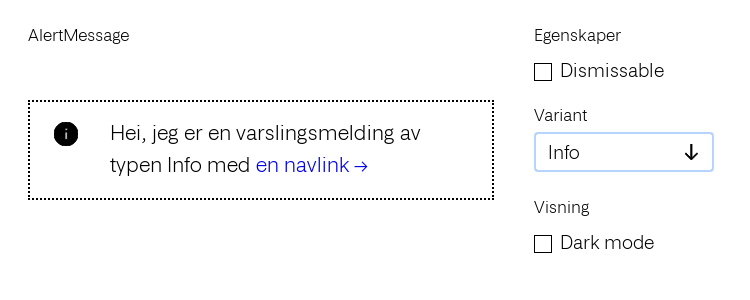 AlertMessage
Hei, jeg er en varslingsmelding av
typen Info med en navlink →
Egenskaper
Dismissable
Variant
Info
Visning
Dark mode